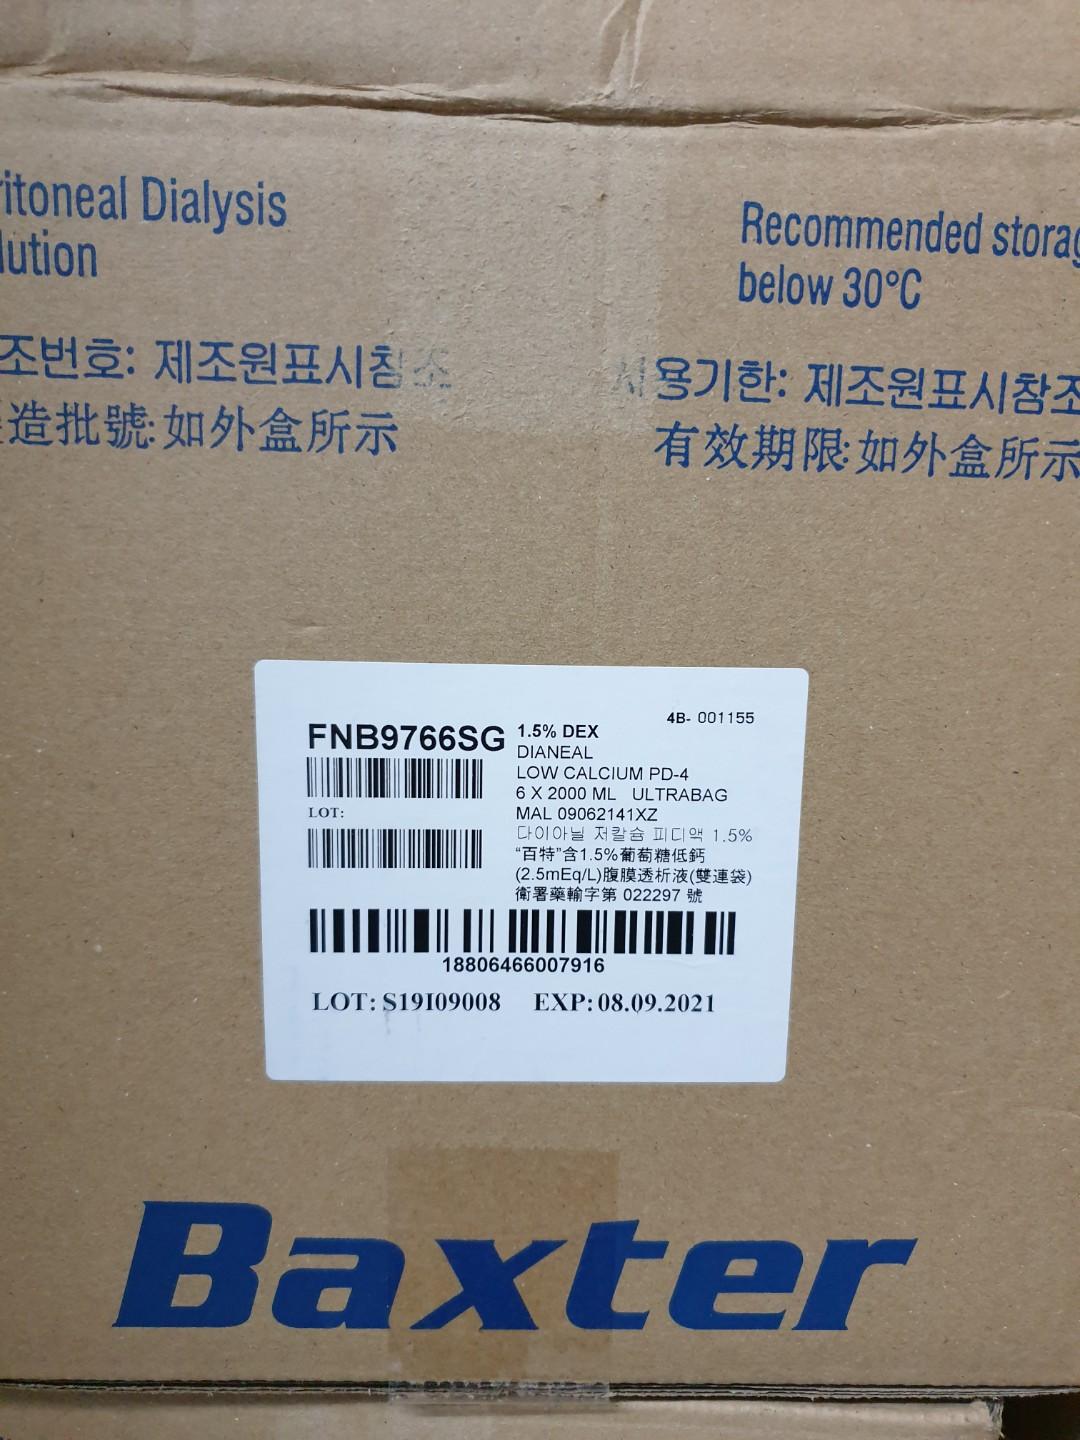 ritoneal Dialysis
lution
조번호: 제조원표시참조
造批號: 如外盒所示
Recommended storag
below 30°C
사용기한: 제조원표시참조
有效期限: 如外盒所示
4B- 001155
FNB9766SG
LOT:
1.5% DEX
DIANEAL
LOW CALCIUM PD-4
6 X 2000 ML ULTRABAG
MAL 09062141XZ
다이아닐 저칼슘 피디액 1.5%
“百特”含1.5%葡萄糖低鈣
(2.5mEq/L)腹膜透析液(雙連袋)
衛署藥輸字第 022297 號
18806466007916
LOT: S19I09008 EXP: 08.09.2021
Baxter